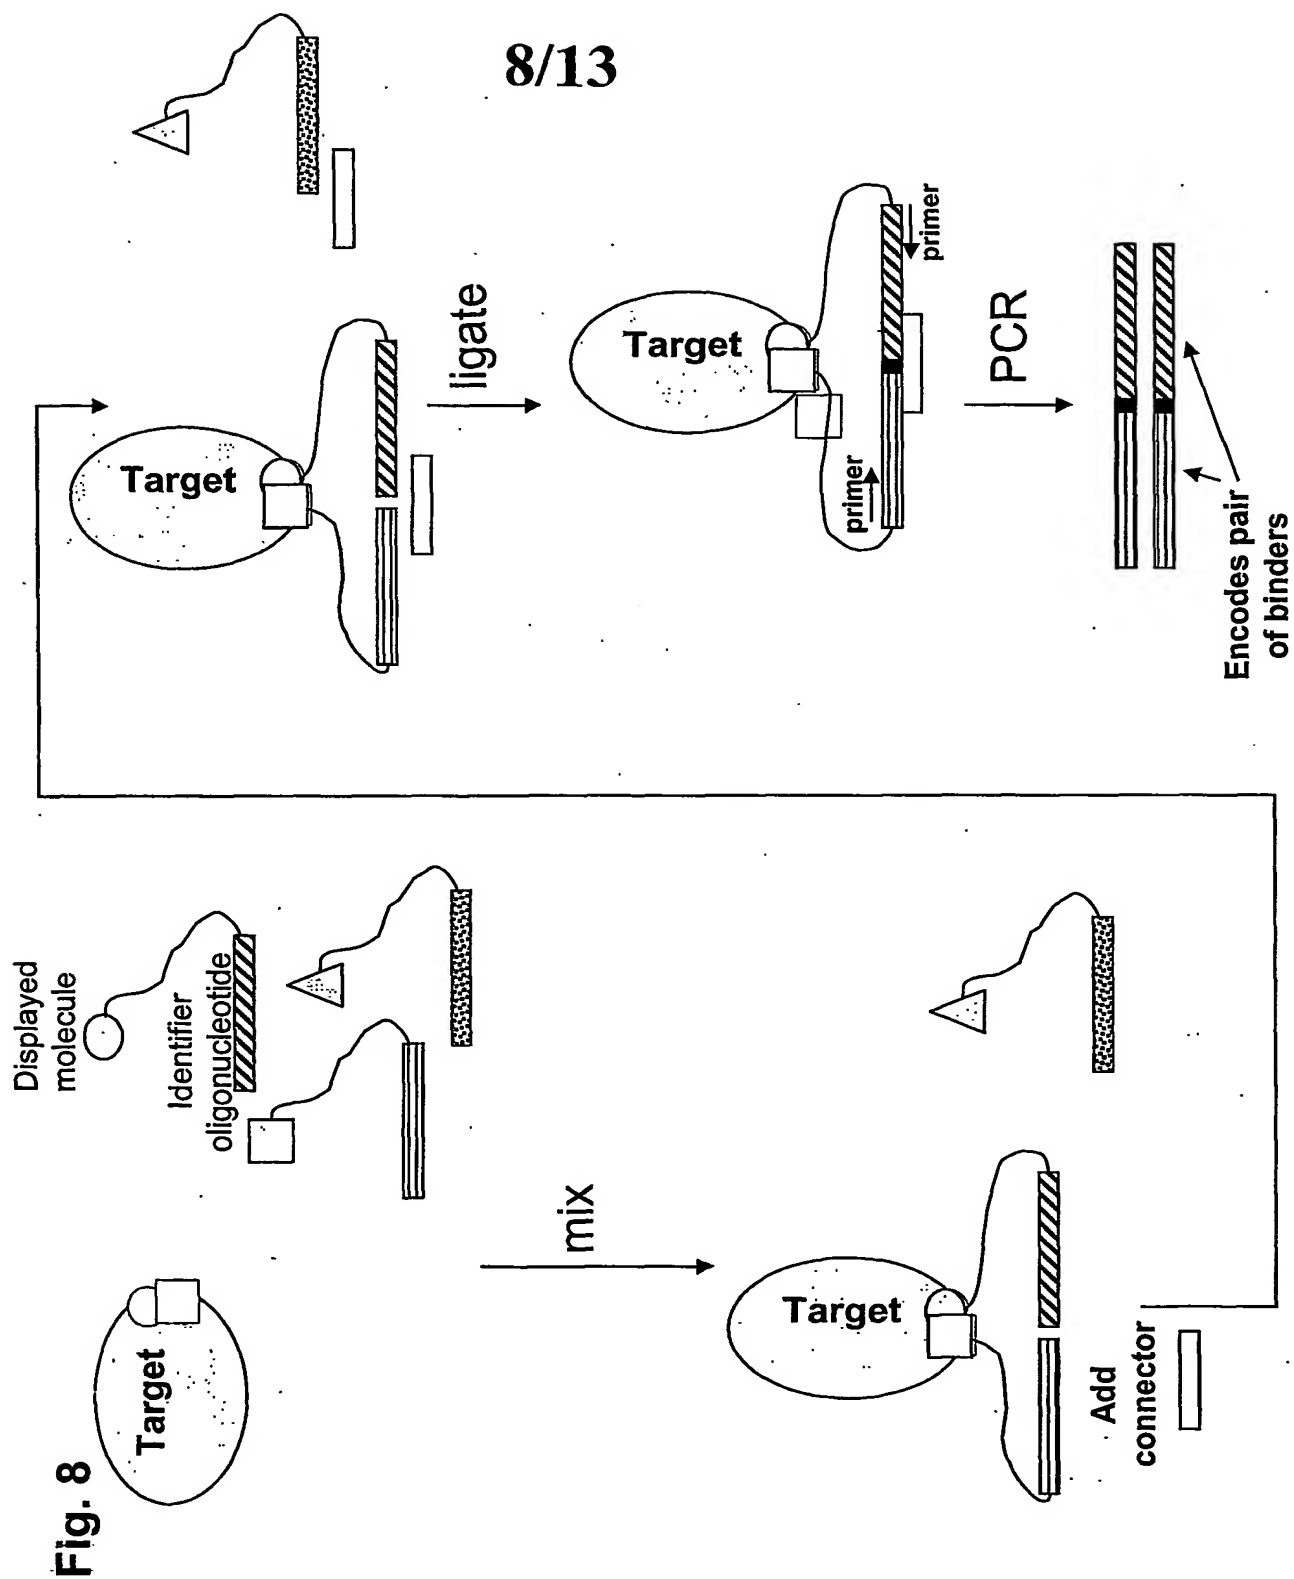 8/13
Fig. 8
Target
Displayed
molecule
Identifier
oligonucleotide
mix
Target
Add
connector
Target
ligate
Target
primer
primer
PCR
Encodes pair
of binders